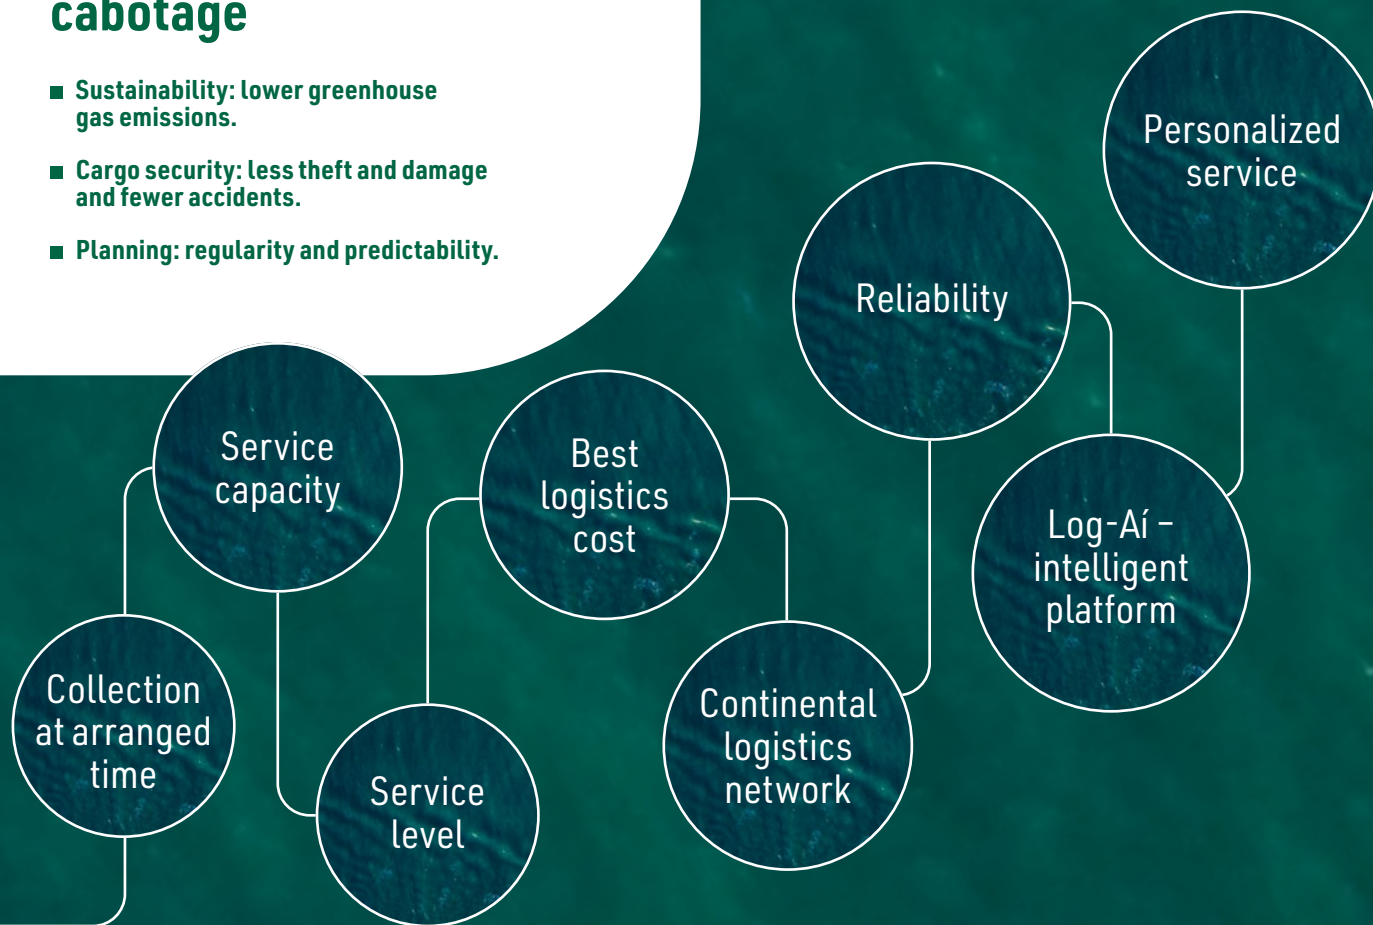 cabotage
■ Sustainability: lower greenhouse
gas emissions.
■ Cargo security: less theft and damage
and fewer accidents.
■ Planning: regularity and predictability.
Personalized
service
Reliability
Service
capacity
Best
logistics
cost
Log-Aí –
intelligent
platform
Collection
at arranged
time
Continental
logistics
network
Service
level